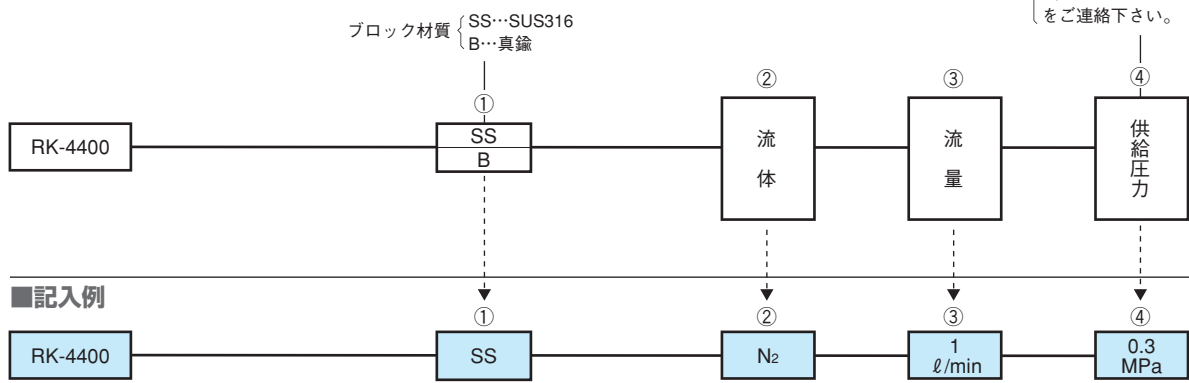 をご連絡下さい。
ブロック材質 SS…SUS316
B…真鍮
① ② ③ ④
RK-4400
SS
B
流体
流量
供給圧力
■記入例
① ② ③ ④
RK-4400
SS
N₂
1
ℓ/min
0.3
MPa